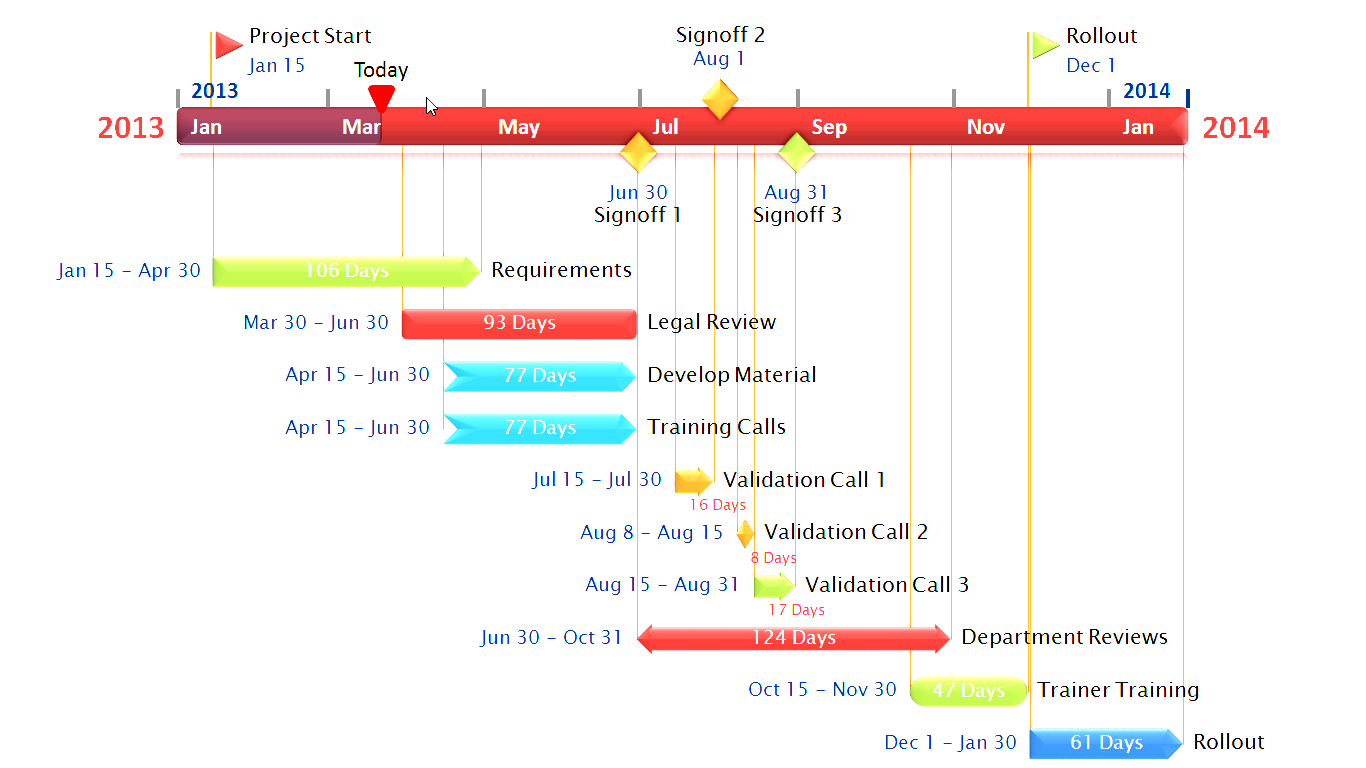 Project Start
Jan 15
Today
Signoff 2
Aug 1
Rollout
Dec 1
2013
2014
2013
Jan
Mar
May
Jul
Sep
Nov
Jan
2014
Jun 30
Signoff 1
Aug 31
Signoff 3
Jan 15 - Apr 30 106 Days Requirements
Mar 30 - Jun 30 93 Days Legal Review
Apr 15 - Jun 30 77 Days Develop Material
Apr 15 - Jun 30 77 Days Training Calls
Jul 15 - Jul 30 Validation Call 1
16 Days
Aug 8 - Aug 15 Validation Call 2
8 Days
Aug 15 - Aug 31 Validation Call 3
17 Days
Jun 30 - Oct 31 124 Days Department Reviews
Oct 15 - Nov 30 47 Days Trainer Training
Dec 1 - Jan 30 61 Days Rollout